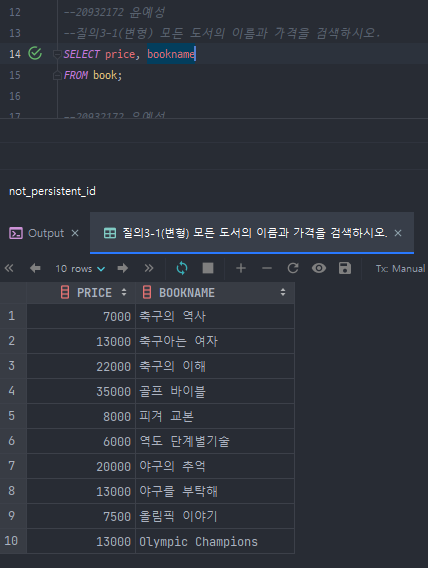 12 --20932172 윤예성
13 --질의3-1(변형) 모든 도서의 이름과 가격을 검색하시오.
14 SELECT price, bookname
15 FROM book;
16
17 --20932172 윤예성
not_persistent_id
Output × 질의3-1(변형) 모든 도서의 이름과 가격을 검색하시오. ×
10 rows Tx: Manual
PRICE BOOKNAME
1 7000 축구의 역사
2 13000 축구아는 여자
3 22000 축구의 이해
4 35000 골프 바이블
5 8000 피겨 교본
6 6000 역도 단계별기술
7 20000 야구의 추억
8 13000 야구를 부탁해
9 7500 올림픽 이야기
10 13000 Olympic Champions